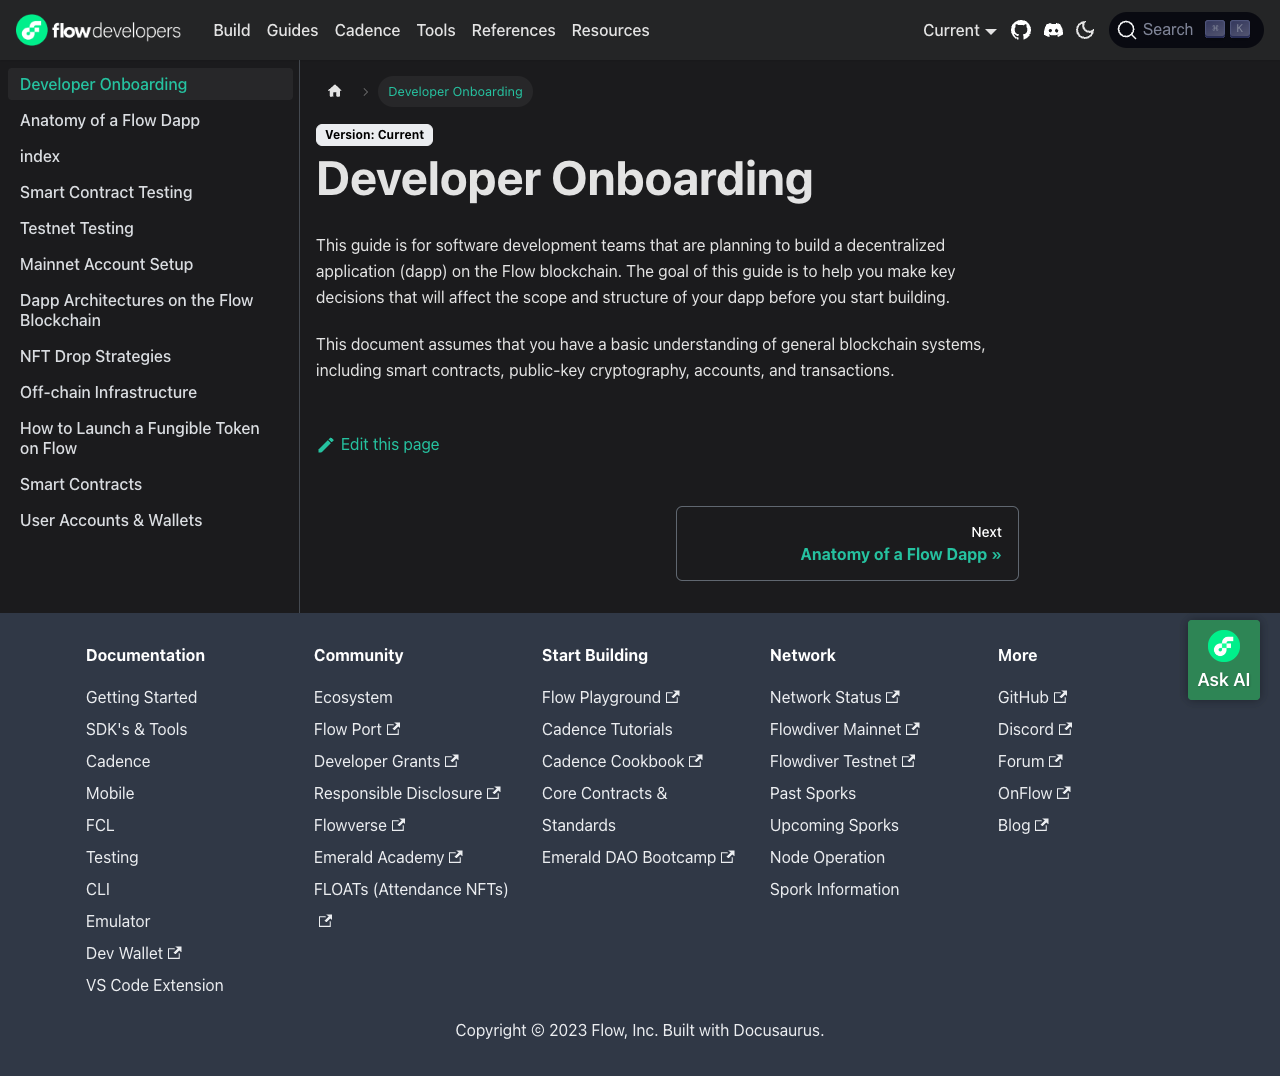 flowdevelopers
Build
Guides
Cadence
Tools
References
Resources
Current
Search
⌘
K
Developer Onboarding
Anatomy of a Flow Dapp
index
Smart Contract Testing
Testnet Testing
Mainnet Account Setup
Dapp Architectures on the Flow
Blockchain
NFT Drop Strategies
Off-chain Infrastructure
How to Launch a Fungible Token
on Flow
Smart Contracts
User Accounts & Wallets
Developer Onboarding
Version: Current
Developer Onboarding
This guide is for software development teams that are planning to build a decentralized
application (dapp) on the Flow blockchain. The goal of this guide is to help you make key
decisions that will affect the scope and structure of your dapp before you start building.
This document assumes that you have a basic understanding of general blockchain systems,
including smart contracts, public-key cryptography, accounts, and transactions.
Edit this page
Next
Anatomy of a Flow Dapp »
Documentation
Getting Started
SDK's & Tools
Cadence
Mobile
FCL
Testing
CLI
Emulator
Dev Wallet
VS Code Extension
Community
Ecosystem
Flow Port
Developer Grants
Responsible Disclosure
Flowverse
Emerald Academy
FLOATs (Attendance NFTs)
Start Building
Flow Playground
Cadence Tutorials
Cadence Cookbook
Core Contracts &
Standards
Emerald DAO Bootcamp
Network
Network Status
Flowdiver Mainnet
Flowdiver Testnet
Past Sporks
Upcoming Sporks
Node Operation
Spork Information
More
GitHub
Discord
Forum
OnFlow
Blog
Ask AI
Copyright © 2023 Flow, Inc. Built with Docusaurus.